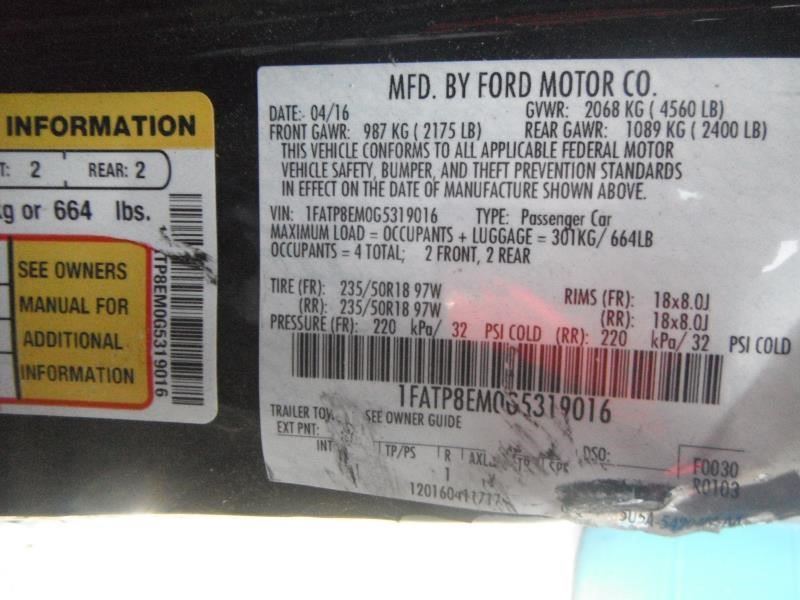 INFORMATION
T: 2 REAR: 2
kg or 664 lbs.
SEE OWNERS
MANUAL FOR
ADDITIONAL
INFORMATION
TP8EM0G5319016
MFD. BY FORD MOTOR CO.
DATE: 04/16 GVWR: 2068 KG ( 4560 LB)
FRONT GAWR: 987 KG ( 2175 LB) REAR GAWR: 1089 KG ( 2400 LB)
THIS VEHICLE CONFORMS TO ALL APPLICABLE FEDERAL MOTOR
VEHICLE SAFETY, BUMPER, AND THEFT PREVENTION STANDARDS
IN EFFECT ON THE DATE OF MANUFACTURE SHOWN ABOVE.
VIN: 1FATP8EM0G5319016 TYPE: Passenger Car
MAXIMUM LOAD = OCCUPANTS + LUGGAGE = 301KG/ 664LB
OCCUPANTS = 4 TOTAL; 2 FRONT, 2 REAR
TIRE (FR): 235/50R18 97W RIMS (FR): 18x8.0J
(RR): 235/50R18 97W (RR): 18x8.0J
PRESSURE (FR): 220 kPa/ 32 PSI COLD (RR): 220 kPa/ 32 PSI COLD
1FATP8EM0G5319016
TRAILER SEE OWNER GUIDE
EXT PNT:
INT TP/PS R AXL DSO: F0030
1 R0103